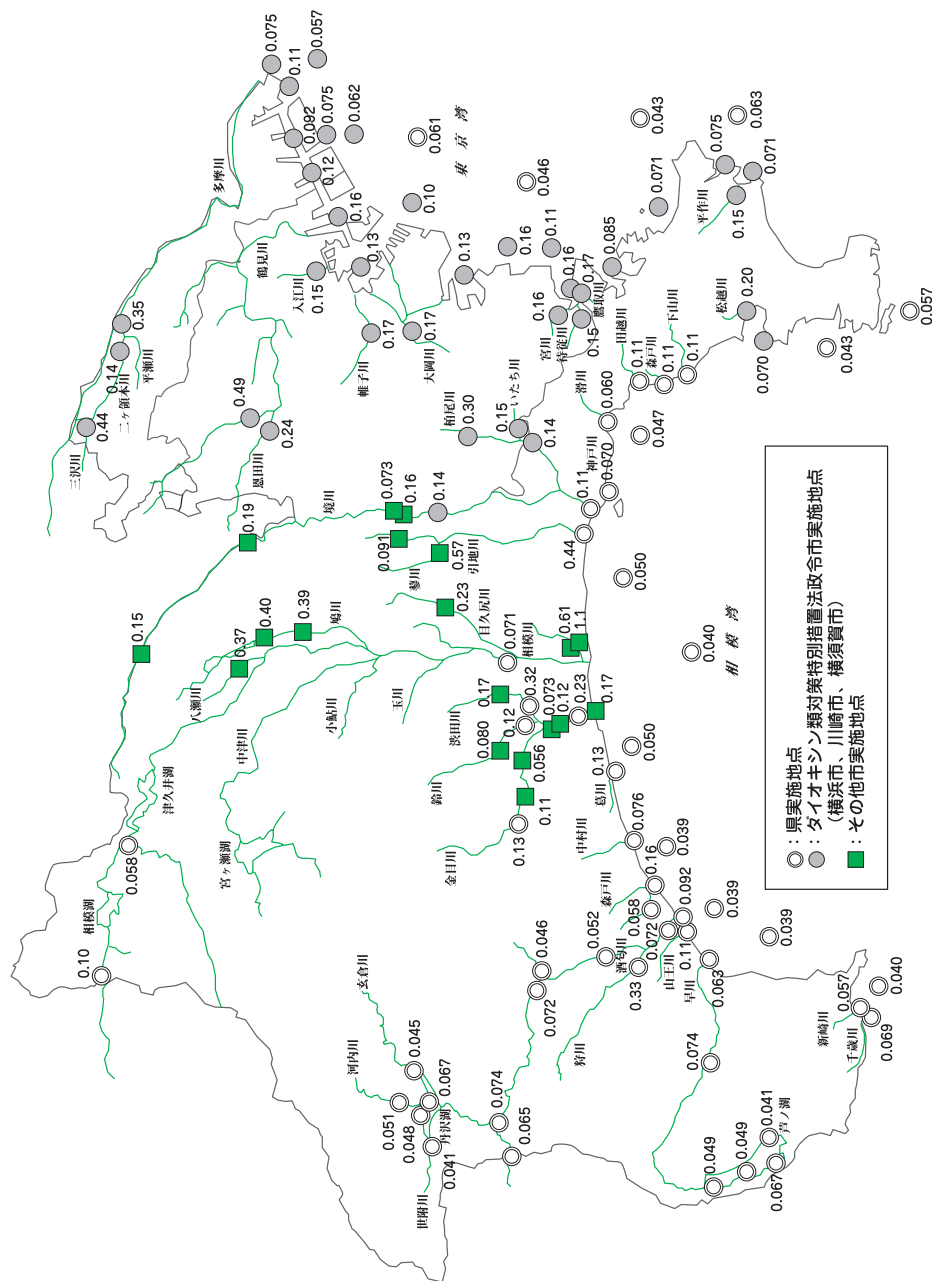 0.075
0.11
0.057
0.092
0.075
0.062
0.12
0.061
東京湾
0.16
0.10
0.046
0.043
0.063
0.075
0.071
0.071
平作川
0.15
多摩川
鶴見川
入江川
0.15
0.13
0.13
0.16
0.11
0.16
0.17
0.085
鷹取川
0.15
侍従川
宮川
0.16
0.35
0.14
平瀬川
二ヶ領本川
0.44
三沢川
0.49
0.24
恩田川
帷子川
0.17
大岡川
0.17
田越川
0.11
森戸川
0.11
下山川
0.11
松越川
0.20
0.070
0.043
0.057
滑川
0.060
0.047
神戸川
0.070
柏尾川
0.30
いたち川
0.15
0.14
0.11
0.44
0.050
境川
0.19
0.073
0.16
0.14
0.091
蓼川
0.57
引地川
0.15
0.40
0.39
0.37
鳩川
八瀬川
0.23
目久尻川
0.071
相模川
0.61
1.1
0.040
相模湾
中津川
小鮎川
玉川
津久井湖
宮ヶ瀬湖
渋田川
0.17
0.32
0.12
0.073
0.12
0.23
0.17
鈴川
0.080
0.056
0.11
0.13
金目川
0.13
葛川
0.050
0.058
相模湖
0.10
中村川
0.076
0.039
森戸川
0.16
0.058
0.092
0.072
0.11
0.039
0.039
酒匂川
0.052
0.33
山王川
早川
0.063
0.046
0.072
狩川
0.074
玄倉川
0.045
河内川
0.051
0.048
0.067
丹沢湖
0.041
世附川
0.074
0.065
0.057
新崎川
千歳川
0.069
0.040
0.041
芦ノ湖
0.049
0.049
0.067
：県実施地点
：ダイオキシン類対策特別措置法政令市実施地点
（横浜市、川崎市、横須賀市）
：その他市実施地点